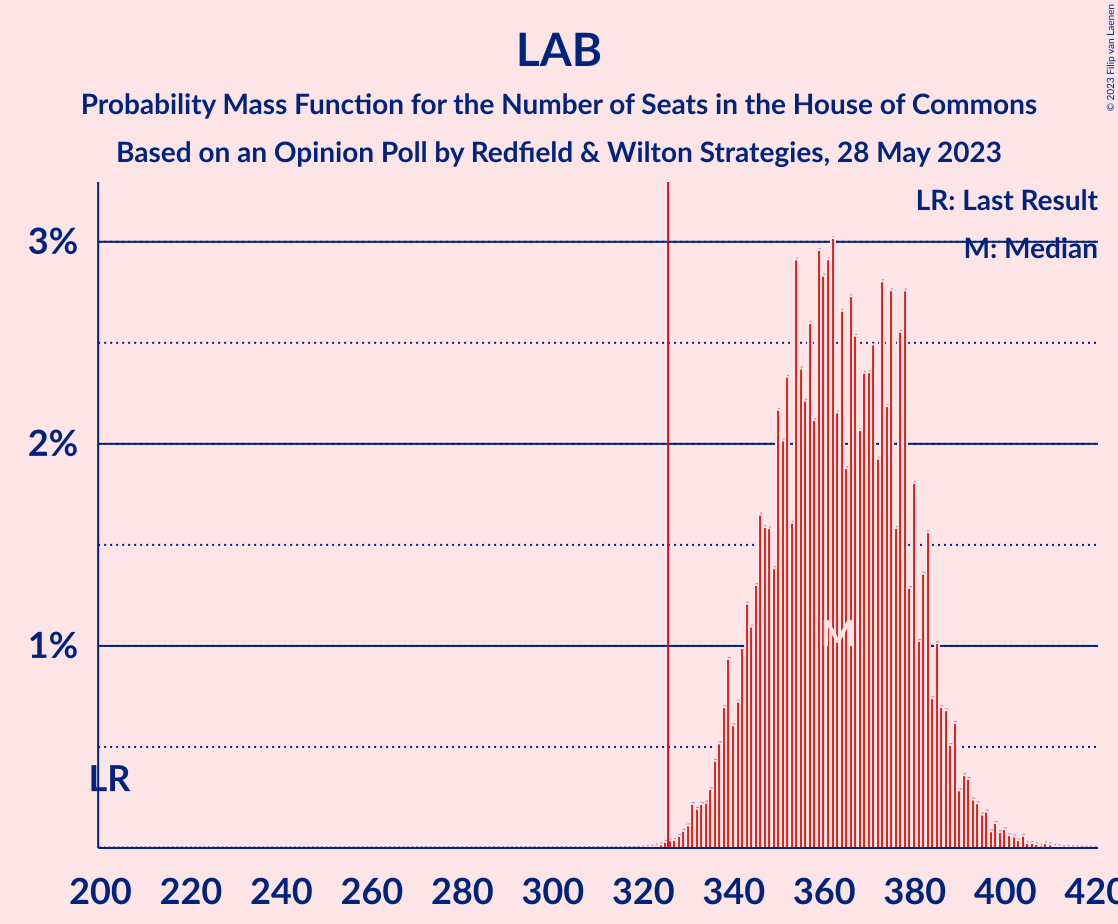 LAB
Probability Mass Function for the Number of Seats in the House of Commons
Based on an Opinion Poll by Redfield & Wilton Strategies, 28 May 2023
© 2023 Filip van Laenen
LR: Last Result
M: Median
3%
2%
1%
M
LR
200 220 240 260 280 300 320 340 360 380 400 420